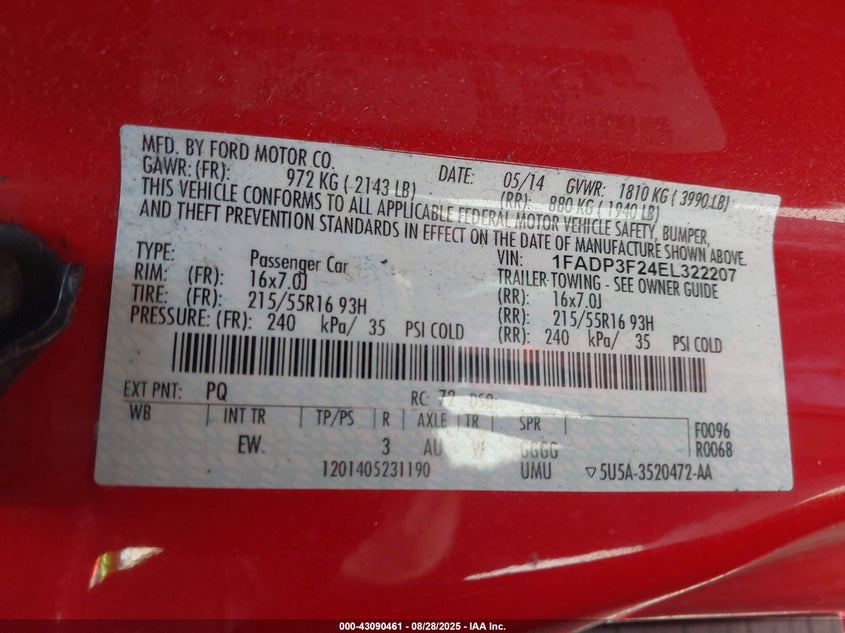 MFD. BY FORD MOTOR CO. DATE: 05/14 GVWR: 1810 KG ( 3990 LB)
GAWR: (FR): 972 KG ( 2143 LB) (RR): 880 KG ( 1940 LB)
THIS VEHICLE CONFORMS TO ALL APPLICABLE FEDERAL MOTOR VEHICLE SAFETY, BUMPER,
AND THEFT PREVENTION STANDARDS IN EFFECT ON THE DATE OF MANUFACTURE SHOWN ABOVE.
VIN: 1FADP3F24EL322207
TYPE: Passenger Car TRAILER TOWING - SEE OWNER GUIDE
RIM: (FR): 16x7.0J (RR): 16x7.0J
TIRE: (FR): 215/55R16 93H (RR): 215/55R16 93H
PRESSURE: (FR): 240 kPa/ 35 PSI COLD (RR): 240 kPa/ 35 PSI COLD
EXT PNT: PQ RC: 72 DSO:
WB INT TR TP/PS R AXLE TR SPR F0096
EW. 3 AU W GGGG R0068
1201405231190 UMU ▽5U5A-3520472-AA
000-43090461 - 08/28/2025 - IAA Inc.